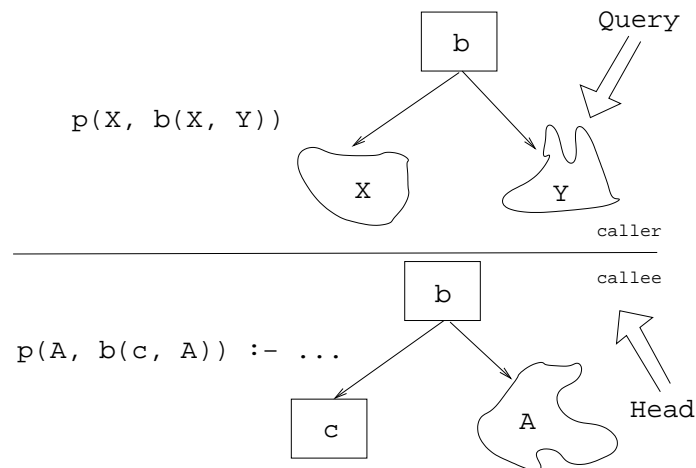 Query
b
p(X, b(X, Y))
X
Y
caller
callee
b
p(A, b(c, A)) :- ...
c
A
Head